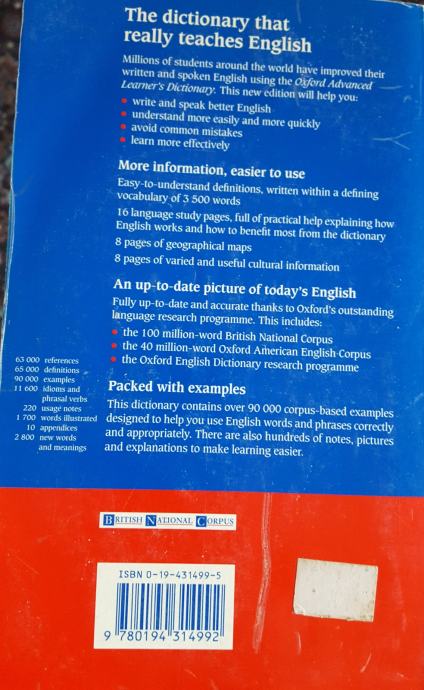 The dictionary that
really teaches English
Millions of students around the world have improved their
written and spoken English using the Oxford Advanced
Learner's Dictionary. This new edition will help you:
• write and speak better English
• understand more easily and more quickly
• avoid common mistakes
• learn more effectively
More information, easier to use
Easy-to-understand definitions, written within a defining
vocabulary of 3 500 words
16 language study pages, full of practical help explaining how
English works and how to benefit most from the dictionary
8 pages of geographical maps
8 pages of varied and useful cultural information
An up-to-date picture of today's English
Fully up-to-date and accurate thanks to Oxford's outstanding
language research programme. This includes:
• the 100 million-word British National Corpus
• the 40 million-word Oxford American English Corpus
• the Oxford English Dictionary research programme
Packed with examples
This dictionary contains over 90 000 corpus-based examples
designed to help you use English words and phrases correctly
and appropriately. There are also hundreds of notes, pictures
and explanations to make learning easier.
63 000 references
65 000 definitions
90 000 examples
11 600 idioms and
phrasal verbs
220 usage notes
1 700 words illustrated
10 appendices
2 800 new words
and meanings
BRITISH NATIONAL CORPUS
ISBN 0-19-431499-5
9 780194 314992